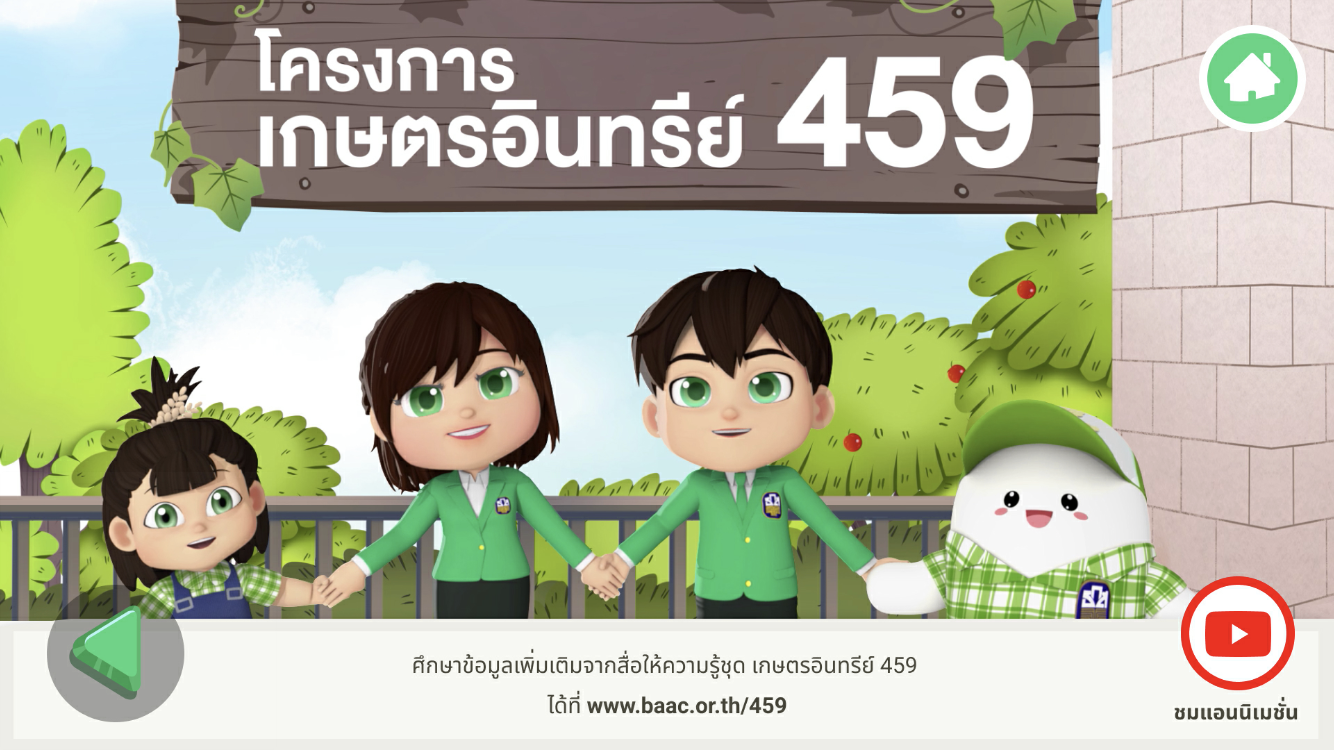 โครงการ
เกษตรอินทรีย์ 459
ศึกษาข้อมูลเพิ่มเติมจากสื่อให้ความรู้ชุด เกษตรอินทรีย์ 459
ได้ที่ www.baac.or.th/459
ชมแอนนิเมชั่น